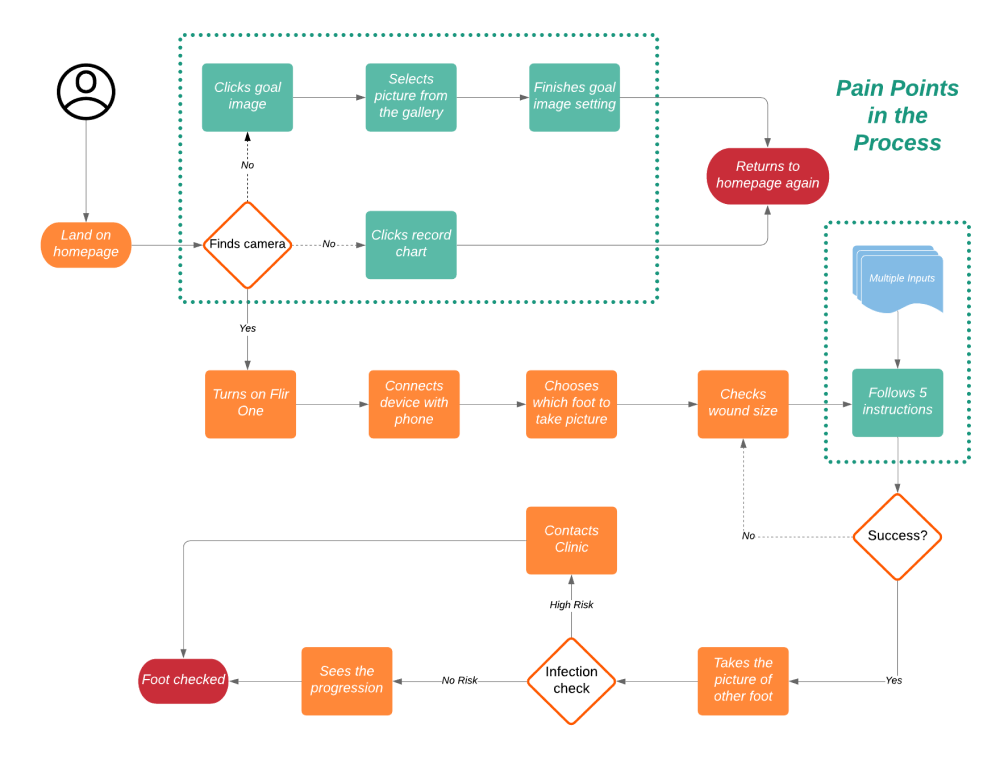 Pain Points
in the
Process
Clicks goal
image
Selects
picture from
the gallery
Finishes goal
image setting
No
Returns to
homepage again
Land on
homepage
Finds camera
No
Clicks record
chart
Multiple Inputs
Yes
Turns on Flir
One
Connects
device with
phone
Chooses
which foot to
take picture
Checks
wound size
Follows 5
instructions
Contacts
Clinic
No
Success?
High Risk
Foot checked
Sees the
progression
No Risk
Infection
check
Takes the
picture of
other foot
Yes